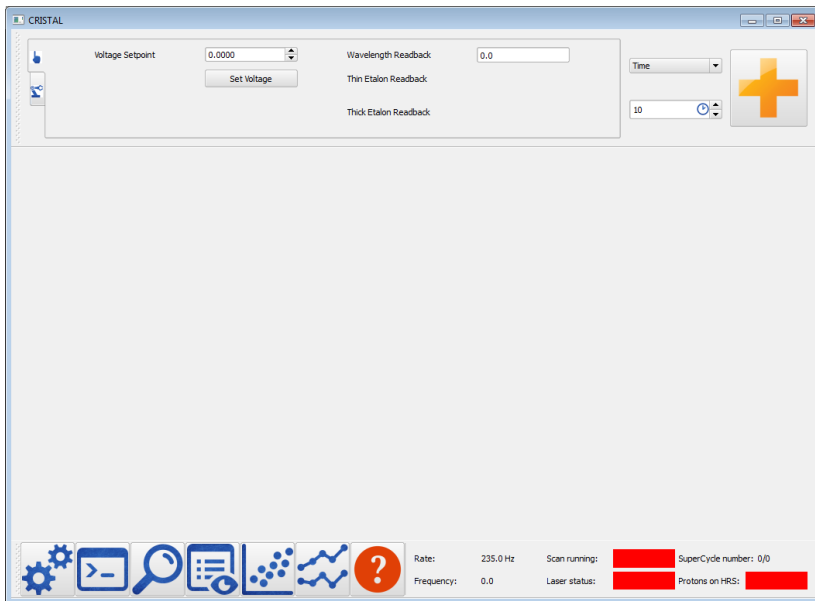 CRISTAL
Voltage Setpoint 0.0000 Wavelength Readback 0.0
Time
Set Voltage Thin Etalon Readback
10
Thick Etalon Readback
Rate: 235.0 Hz Scan running: SuperCycle number: 0/0
Frequency: 0.0 Laser status: Protons on HRS: